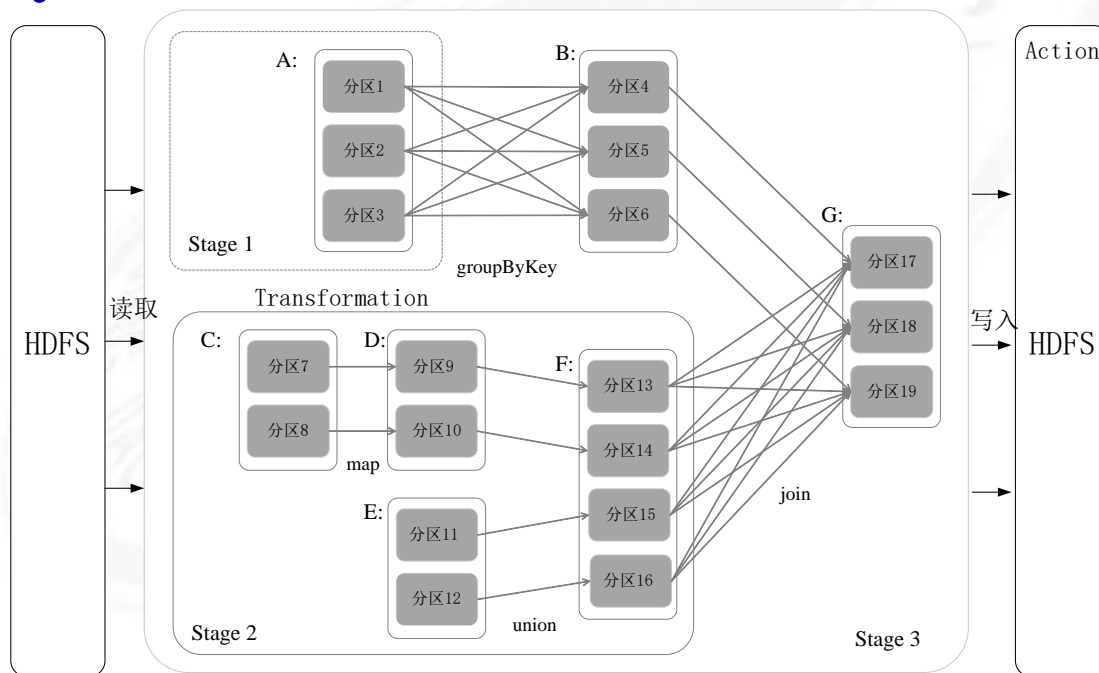 HDFS
读取
A:
分区1
分区2
分区3
Stage 1
groupByKey
B:
分区4
分区5
分区6
Transformation
C:
分区7
分区8
map
D:
分区9
分区10
E:
分区11
分区12
union
F:
分区13
分区14
分区15
分区16
Stage 2
join
G:
分区17
分区18
分区19
Stage 3
写入
Action
HDFS